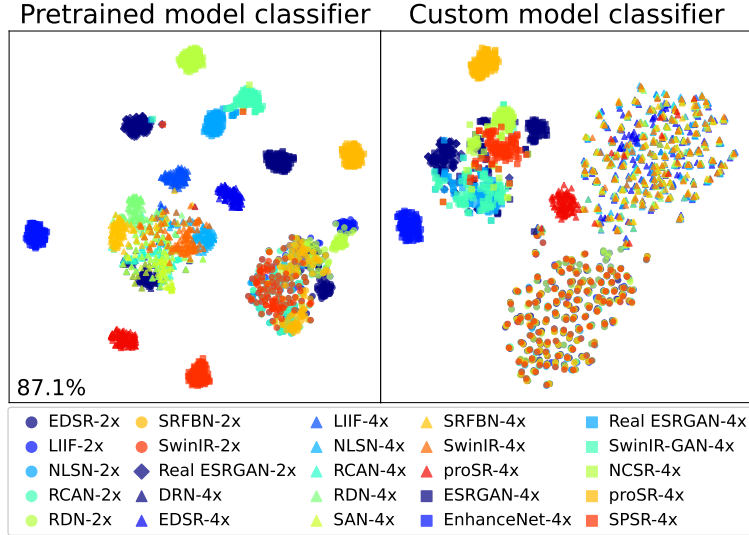 Pretrained model classifier
Custom model classifier
87.1%
EDSR-2x
LIIF-2x
NLSN-2x
RCAN-2x
RDN-2x
SRFBN-2x
SwinIR-2x
Real ESRGAN-2x
DRN-4x
EDSR-4x
LIIF-4x
NLSN-4x
RCAN-4x
RDN-4x
SAN-4x
SRFBN-4x
SwinIR-4x
proSR-4x
ESRGAN-4x
EnhanceNet-4x
Real ESRGAN-4x
SwinIR-GAN-4x
NCSR-4x
proSR-4x
SPSR-4x